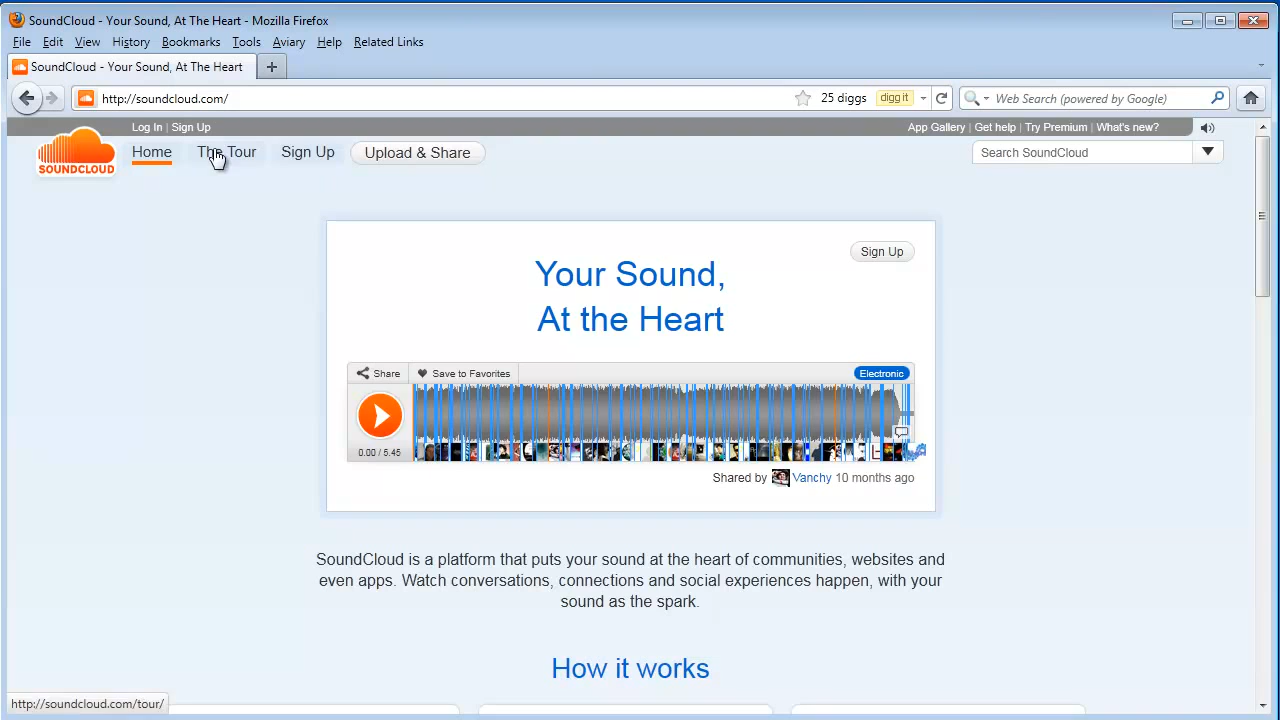 SoundCloud - Your Sound, At The Heart - Mozilla Firefox
File Edit View History Bookmarks Tools Aviary Help Related Links
SoundCloud - Your Sound, At The Heart
http://soundcloud.com/ 25 diggs digg it Web Search (powered by Google)
Log In | Sign Up App Gallery | Get help | Try Premium | What's new?
SOUNDCLOUD Home The Tour Sign Up Upload & Share Search SoundCloud
Sign Up
Your Sound,
At the Heart
Share Save to Favorites Electronic
0.00 / 5.45
Shared by Vanchy 10 months ago
SoundCloud is a platform that puts your sound at the heart of communities, websites and
even apps. Watch conversations, connections and social experiences happen, with your
sound as the spark.
How it works
http://soundcloud.com/tour/